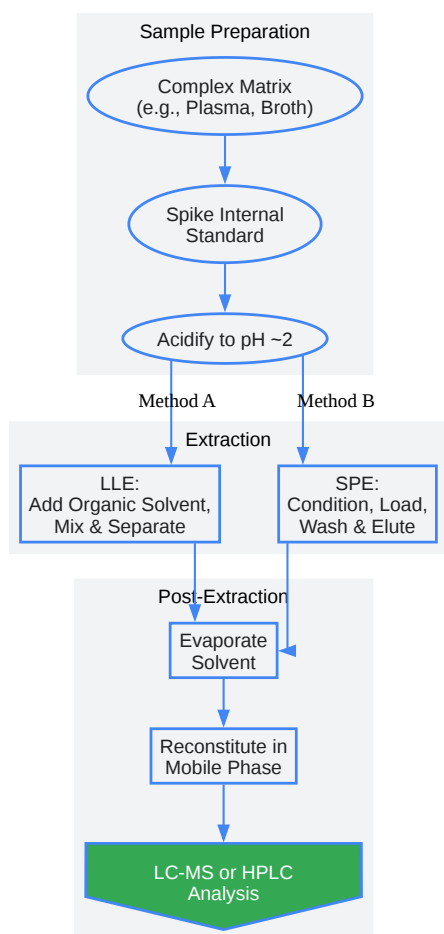 Sample Preparation
Complex Matrix
(e.g., Plasma, Broth)
Spike Internal
Standard
Acidify to pH ~2
Method A
Method B
Extraction
LLE:
Add Organic Solvent,
Mix & Separate
SPE:
Condition, Load,
Wash & Elute
Post-Extraction
Evaporate
Solvent
Reconstitute in
Mobile Phase
LC-MS or HPLC
Analysis